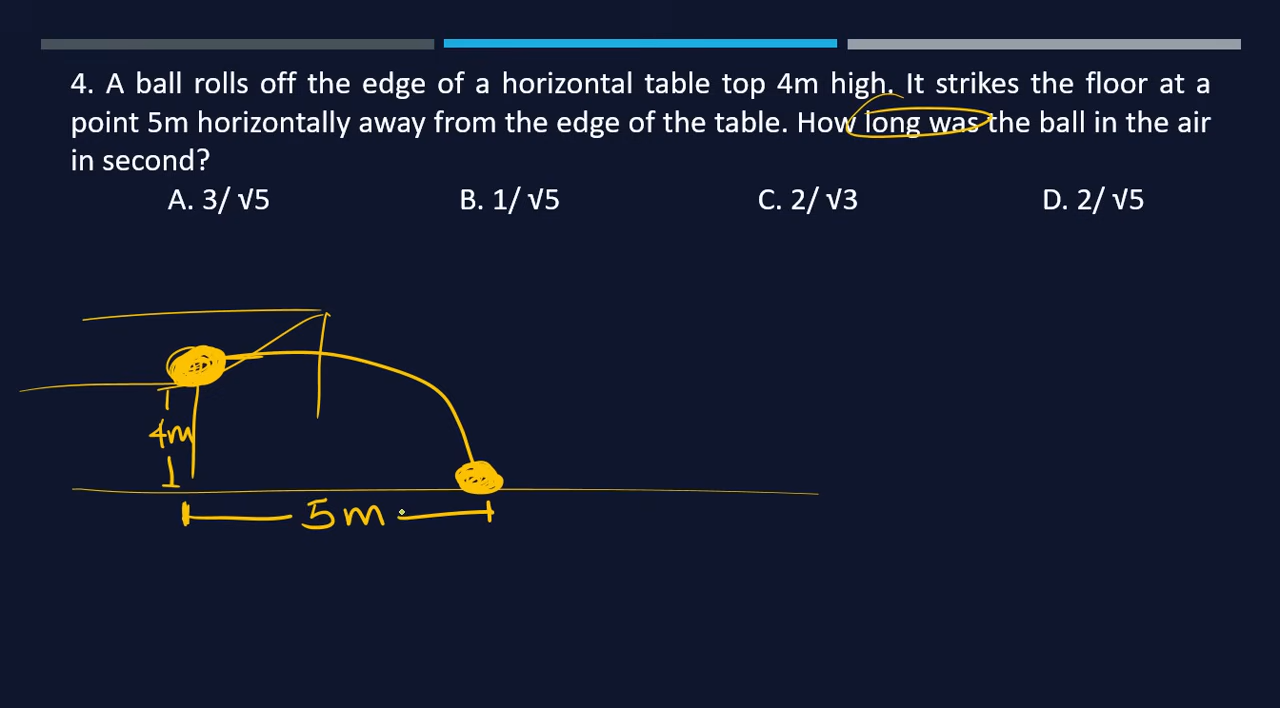 4. A ball rolls off the edge of a horizontal table top 4m high. It strikes the floor at a
point 5m horizontally away from the edge of the table. How long was the ball in the air
in second?
A. 3/ √5 B. 1/ √5 C. 2/ √3 D. 2/ √5
4m
5m